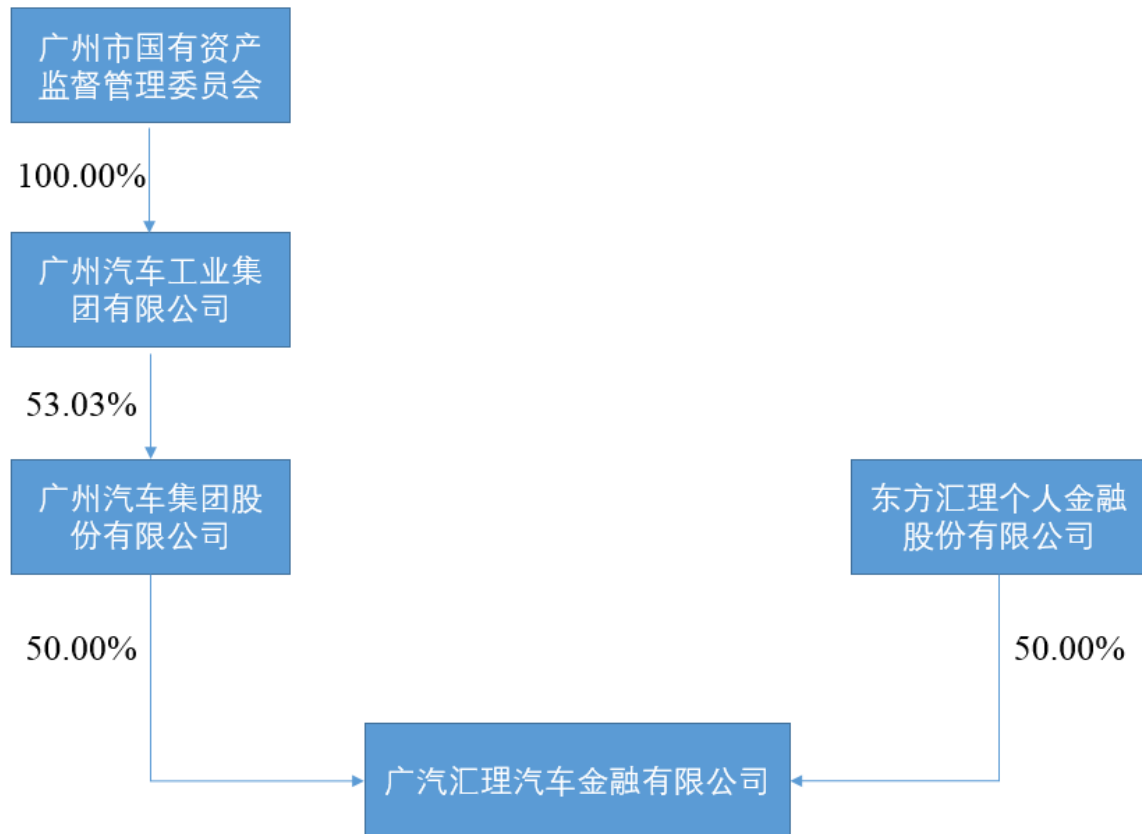 广州市国有资产
监督管理委员会
100.00%
广州汽车工业集
团有限公司
53.03%
广州汽车集团股
份有限公司
东方汇理个人金融
股份有限公司
50.00%
50.00%
广汽汇理汽车金融有限公司